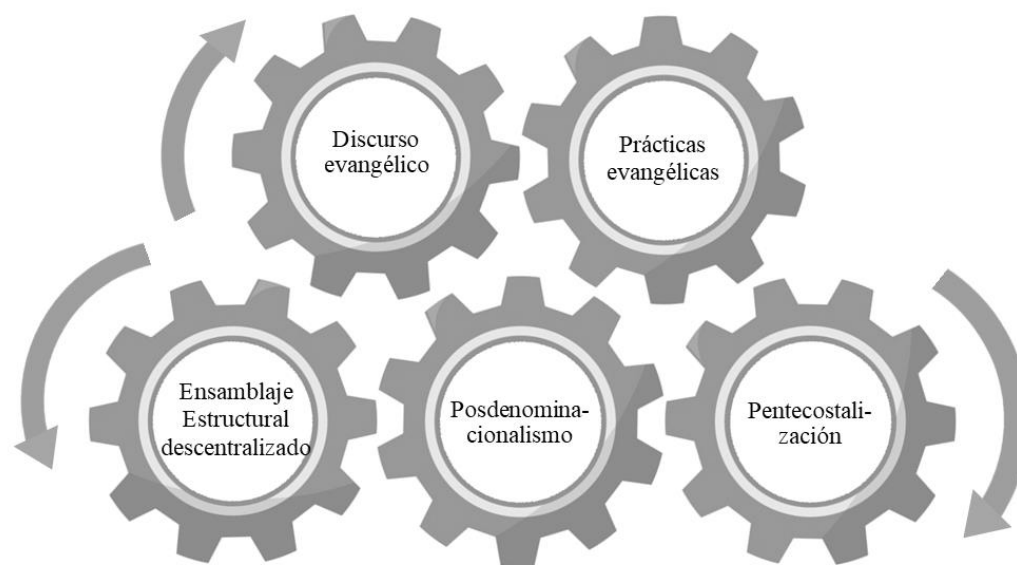 Discurso
evangélico
Prácticas
evangélicas
Ensamblaje
Estructural
descentralizado
Posdenomina-
cionalismo
Pentecostali-
zación